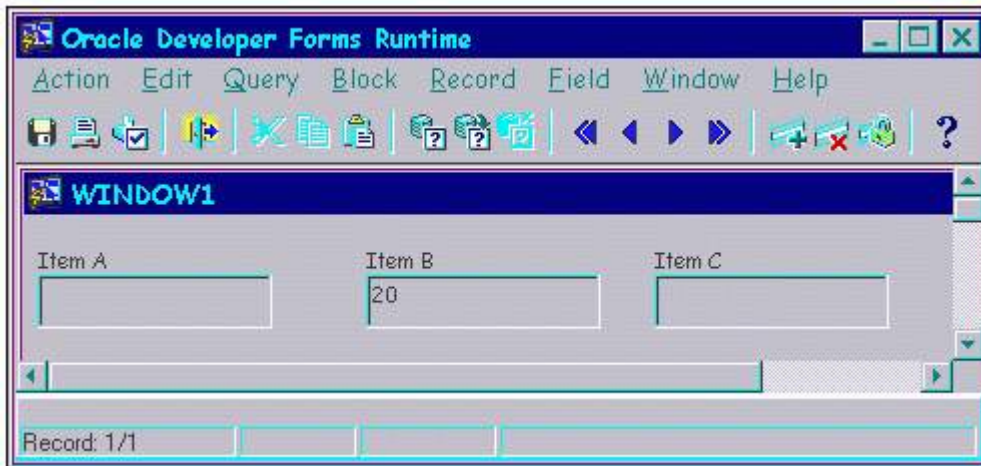 Oracle Developer Forms Runtime
Action Edit Query Block Record Field Window Help
WINDOW1
Item A Item B Item C
20
Record: 1/1